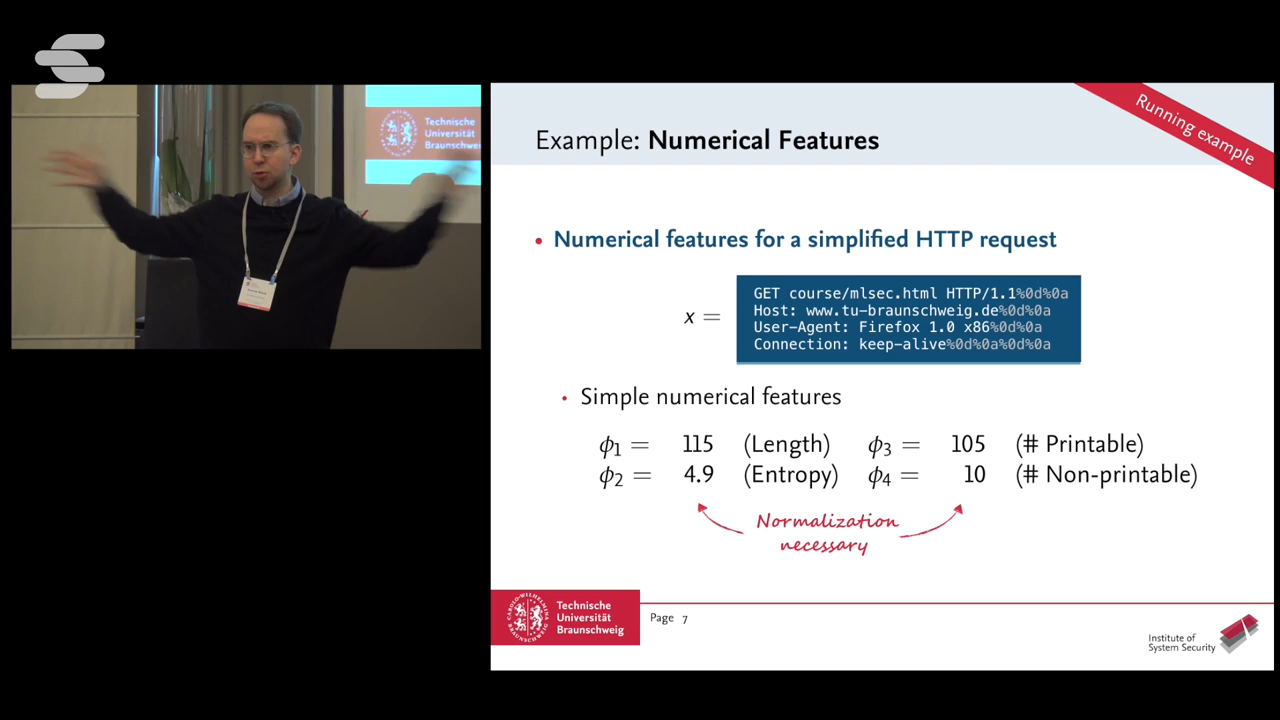 Technische
Universität
Braunschweig
Running example
Example: Numerical Features
• Numerical features for a simplified HTTP request
x =
GET course/mlsec.html HTTP/1.1%0d%0a
Host: www.tu-braunschweig.de%0d%0a
User-Agent: Firefox 1.0 x86%0d%0a
Connection: keep-alive%0d%0a%0d%0a
• Simple numerical features
ϕ1 = 115 (Length) ϕ3 = 105 (# Printable)
ϕ2 = 4.9 (Entropy) ϕ4 = 10 (# Non-printable)
Normalization
necessary
Technische
Universität
Braunschweig
Page 7
Institute of
System Security